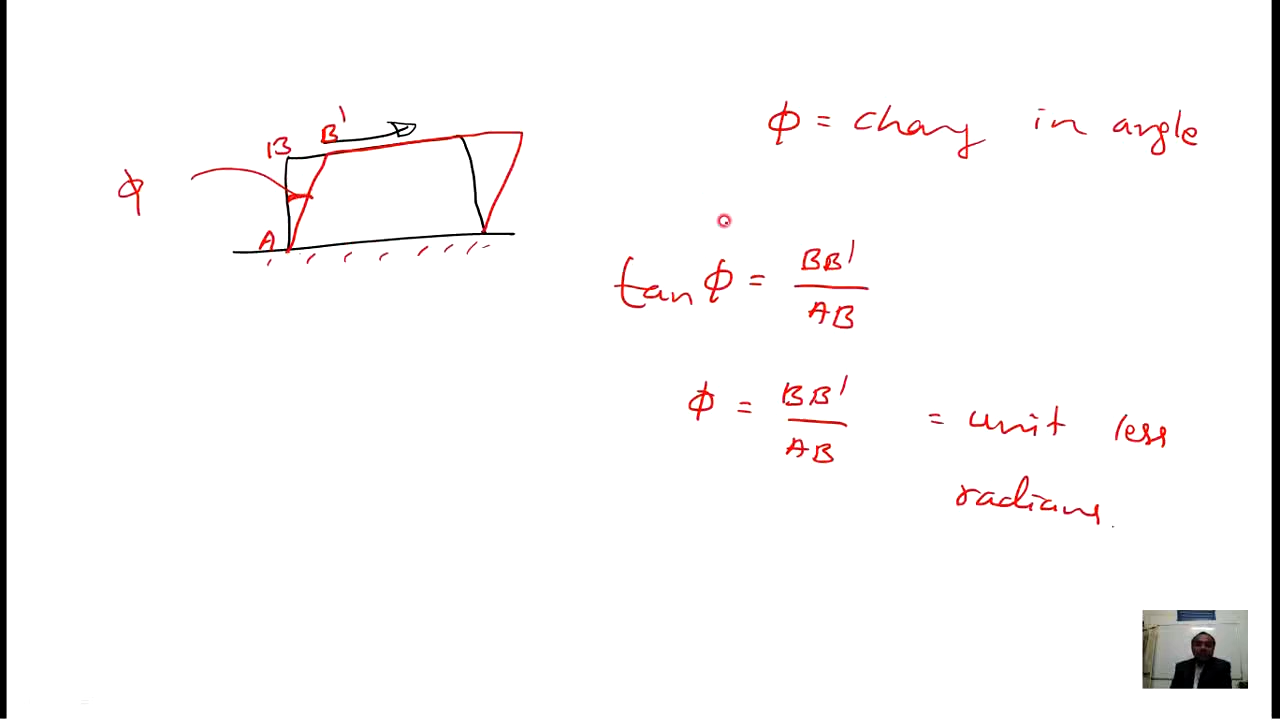 B B'
ϕ
A
ϕ = chang in angle
tan ϕ = BB' / AB
ϕ = BB' / AB = unit less
radians.